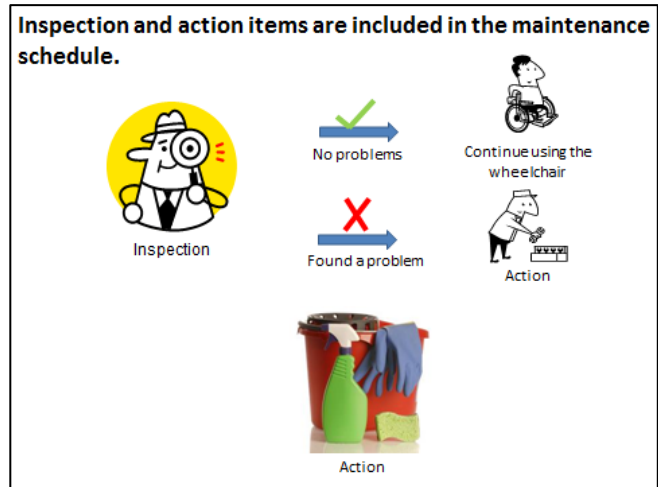 Inspection and action items are included in the maintenance
schedule.
No problems
Continue using the
wheelchair
Inspection
Found a problem
Action
Action